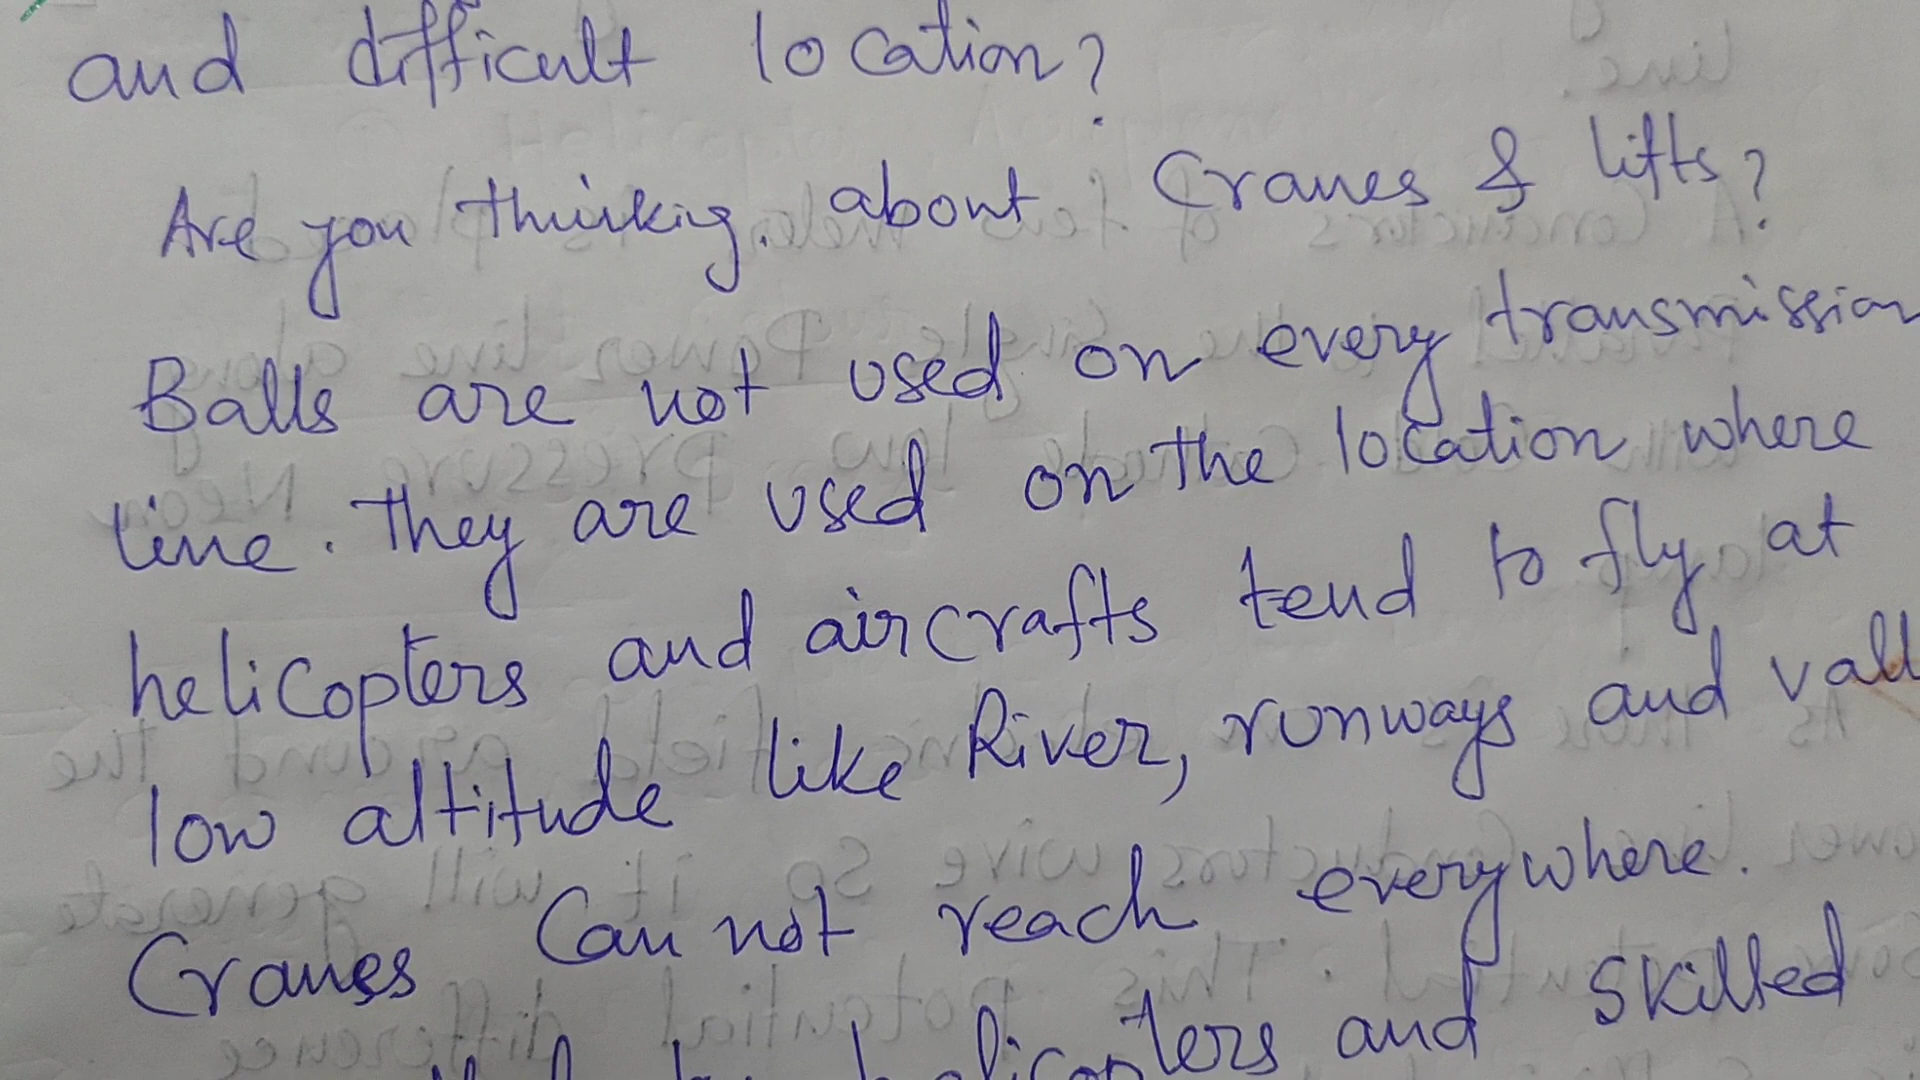 and difficult location?
Are you thinking about Cranes & lifts?
Balls are not used on every transmission
line. They are used on the location where
helicopters and aircrafts tend to fly at
low altitude like River, runways and vall
Cranes Can not reach everywhere.
helicopters and skilled